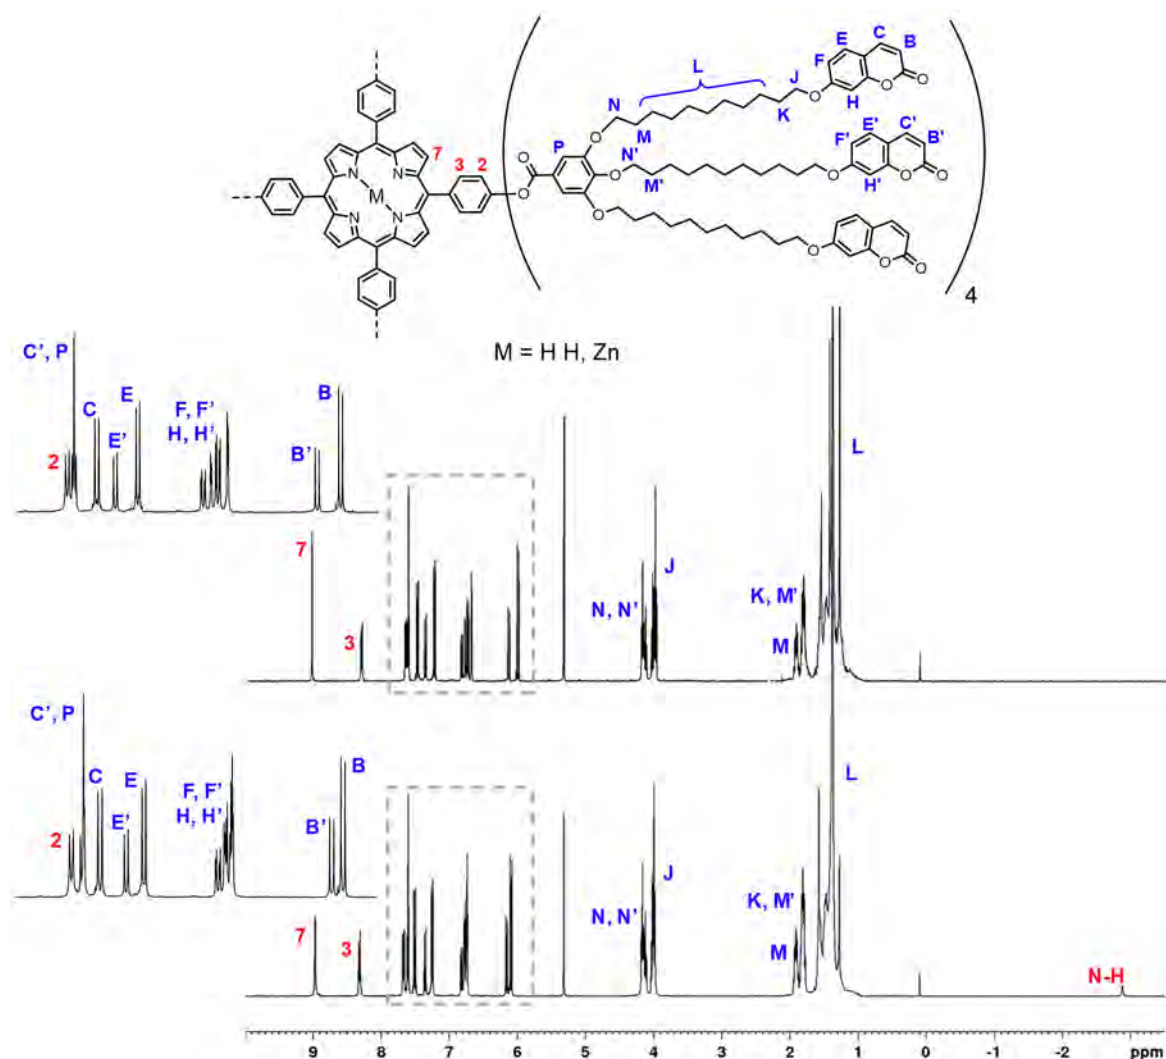 E C B
F
L J
O
N H O O
M K
O E' C'
P N' F' B'
7 O
3 2 O M' O H' O O
N N O
M O
N N
O O O
4
M = H H, Zn
C', P
E B
C F, F'
H, H'
E' B'
2
L
7
J
K, M'
N, N'
3 M
C', P
B
C E F, F'
H, H' L
E' B'
2 J
K, M'
N, N'
7 3 M
N-H
9 8 7 6 5 4 3 2 1 0 -1 -2 ppm